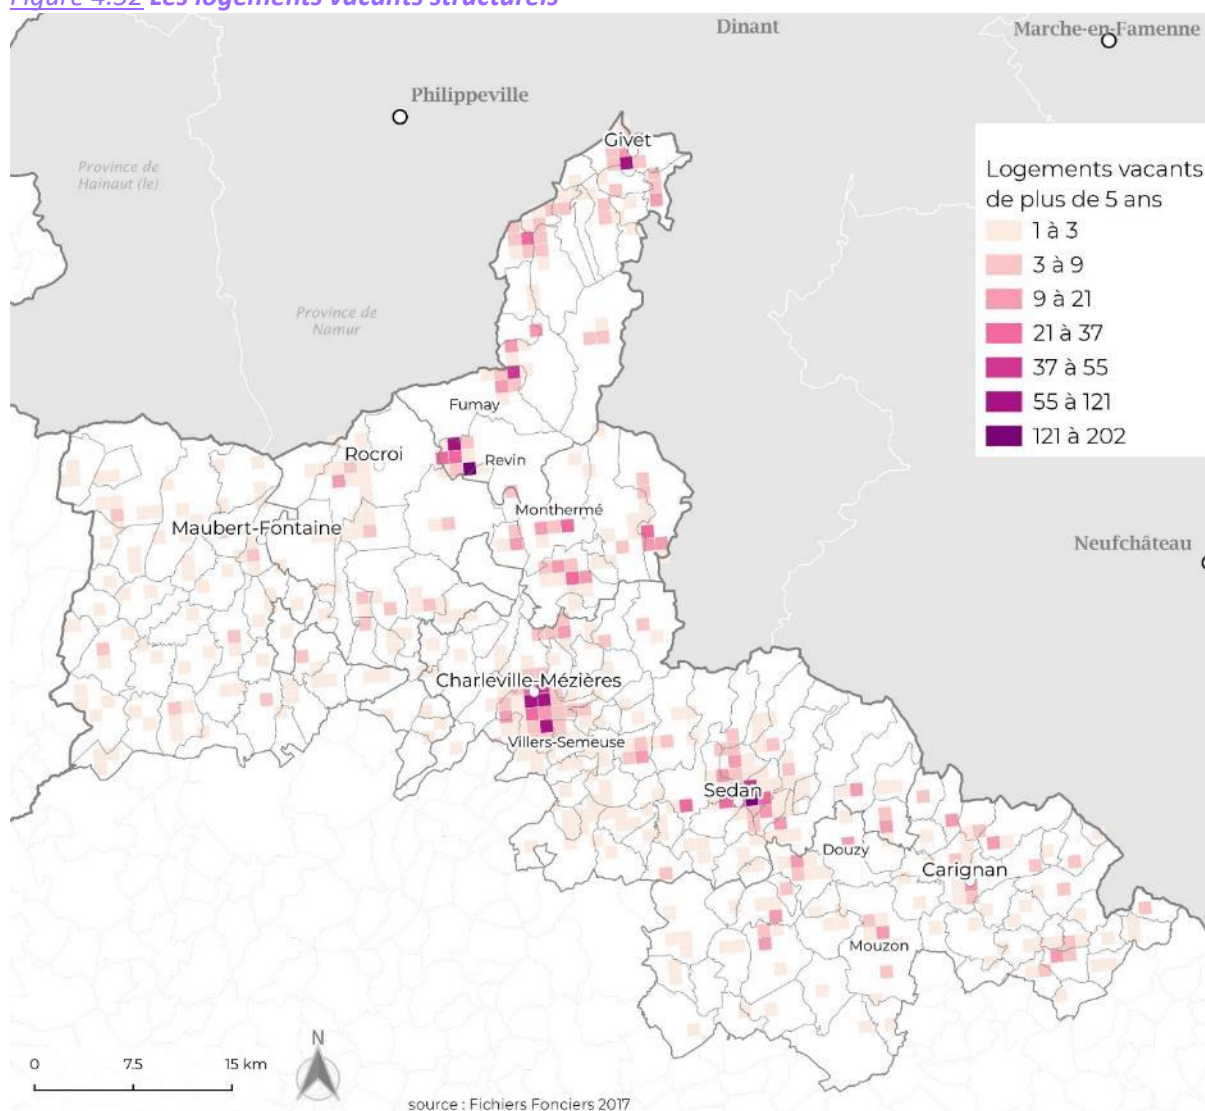 Figure 4.32 Les logements vacants structurels
Dinant
Marche-en-Famenne
Philippeville
Givet
Province de
Hainaut (le)
Logements vacants
de plus de 5 ans
1 à 3
3 à 9
9 à 21
21 à 37
37 à 55
55 à 121
121 à 202
Province de
Namur
Fumay
Rocroi
Revin
Monthermé
Maubert-Fontaine
Neufchâteau
Charleville-Mézières
Villers-Semeuse
Sedan
Douzy
Carignan
Mouzon
N
0 7.5 15 km
source : Fichiers Fonciers 2017